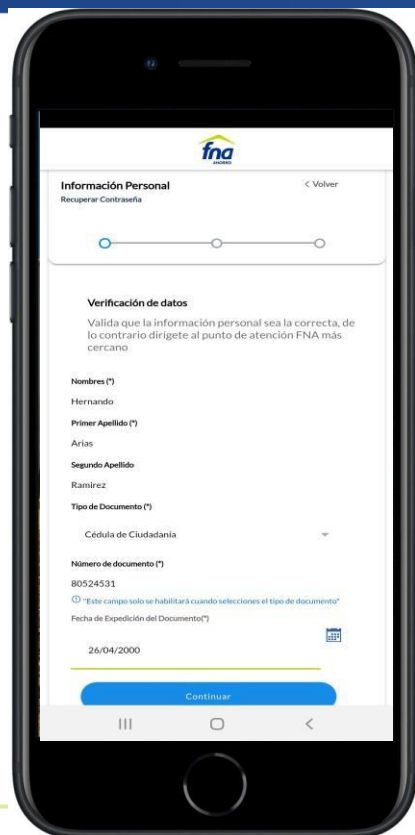 fna
AHORRO
Información Personal
< Volver
Recuperar Contraseña
Verificación de datos
Valida que la información personal sea la correcta, de
lo contrario dirígete al punto de atención FNA más
cercano
Nombres (*)
Hernando
Primer Apellido (*)
Arias
Segundo Apellido
Ramirez
Tipo de Documento (*)
Cédula de Ciudadanía
Número de documento (*)
80524531
"Este campo solo se habilitará cuando selecciones el tipo de documento"
Fecha de Expedición del Documento(*)
26/04/2000
Continuar